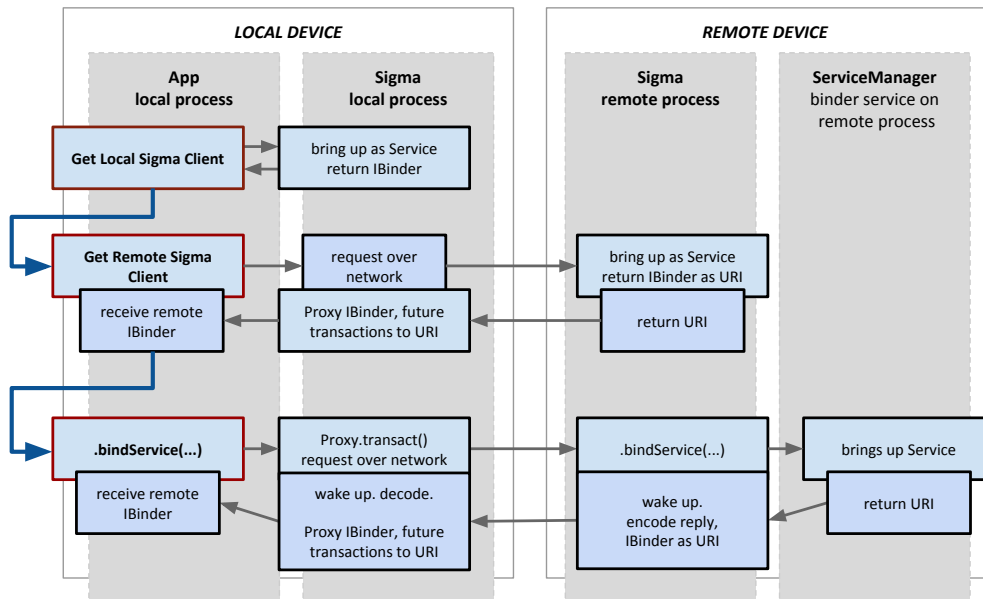 LOCAL DEVICE
REMOTE DEVICE
App
local process
Sigma
local process
Sigma
remote process
ServiceManager
binder service on
remote process
Get Local Sigma Client
bring up as Service
return IBinder
Get Remote Sigma
Client
request over
network
bring up as Service
return IBinder as URI
receive remote
IBinder
Proxy IBinder, future
transactions to URI
return URI
.bindService(...)
Proxy.transact()
request over network
.bindService(...)
brings up Service
receive remote
IBinder
wake up. decode.
Proxy IBinder, future
transactions to URI
wake up.
encode reply,
IBinder as URI
return URI